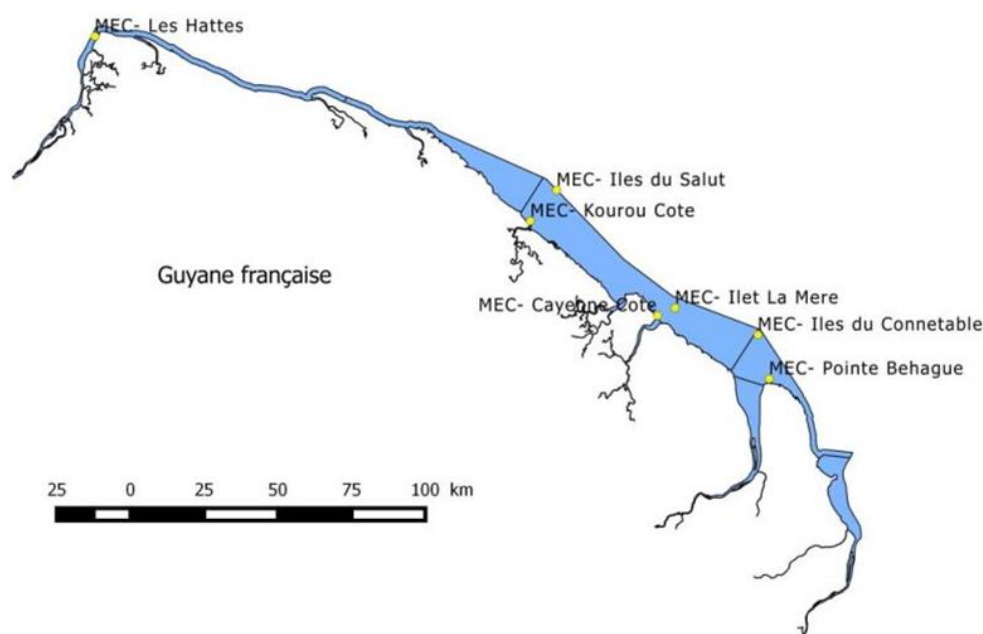 MEC- Les Hattes
MEC- Iles du Salut
MEC- Kourou Cote
Guyane française
MEC- Ilet La Mere
MEC- Cayenne Cote
MEC- Iles du Connetable
MEC- Pointe Behague
25 0 25 50 75 100 km